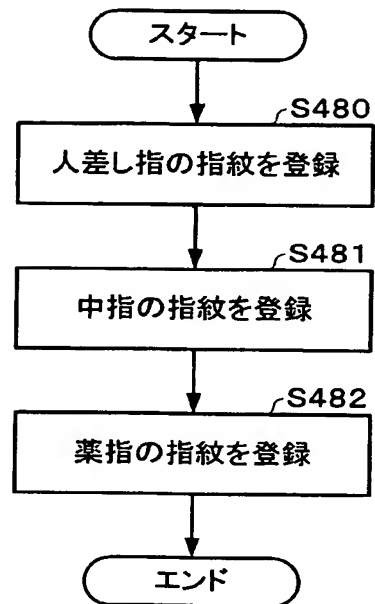 スタート
S480
人差し指の指紋を登録
S481
中指の指紋を登録
S482
薬指の指紋を登録
エンド